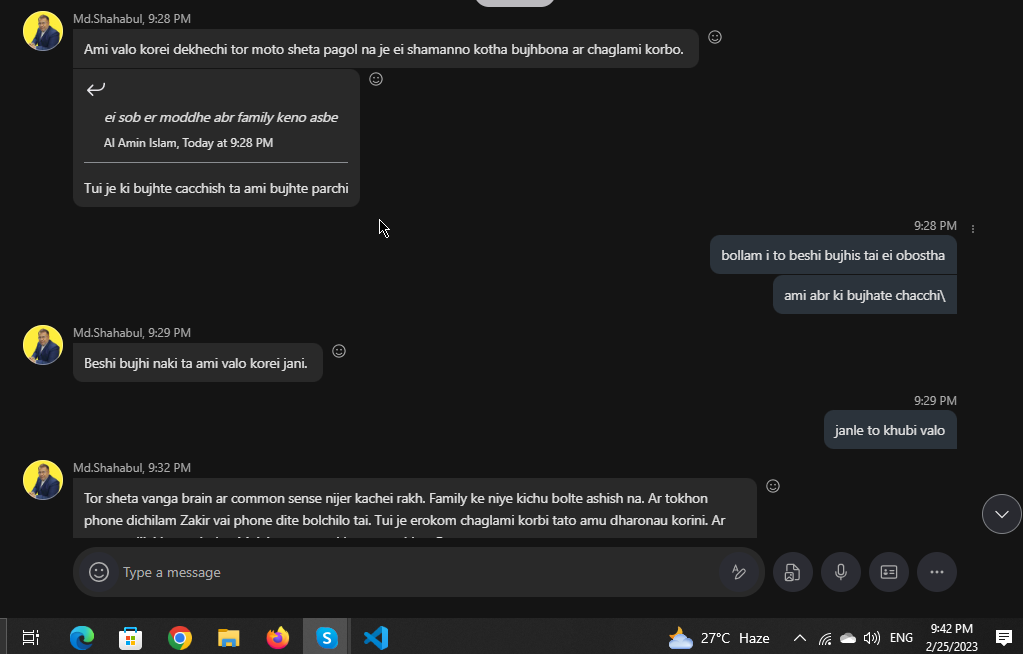 Md.Shahabul, 9:28 PM
Ami valo korei dekhechi tor moto sheta pagol na je ei shamanno kotha bujhbona ar chaglami korbo.
ei sob er moddhe abr family keno asbe
Al Amin Islam, Today at 9:28 PM
Tui je ki bujhte cacchish ta ami bujhte parchi
9:28 PM
bollam i to beshi bujhis tai ei obostha
ami abr ki bujhate chacchi\
Md.Shahabul, 9:29 PM
Beshi bujhi naki ta ami valo korei jani.
9:29 PM
janle to khubi valo
Md.Shahabul, 9:32 PM
Tor sheta vanga brain ar common sense nijer kachei rakh. Family ke niye kichu bolte ashish na. Ar tokhon
phone dichilam Zakir vai phone dite bolchilo tai. Tui je erokom chaglami korbi tato amu dharonau korini. Ar
Type a message
27°C Haze
ENG
9:42 PM
2/25/2023